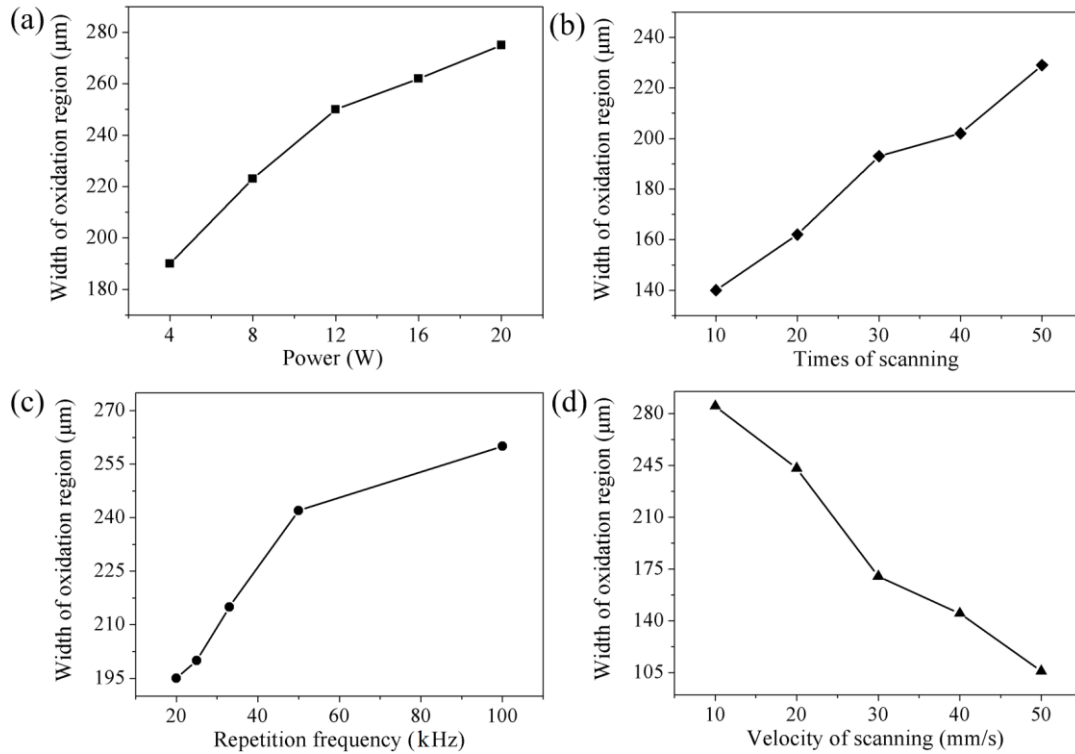 (a)
Width of oxidation region (μm)
280
260
240
220
200
180
4 8 12 16 20
Power (W)
(b)
Width of oxidation region (μm)
240
220
200
180
160
140
10 20 30 40 50
Times of scanning
(c)
Width of oxidation region (μm)
270
255
240
225
210
195
20 40 60 80 100
Repetition frequency (kHz)
(d)
Width of oxidation region (μm)
280
245
210
175
140
105
10 20 30 40 50
Velocity of scanning (mm/s)